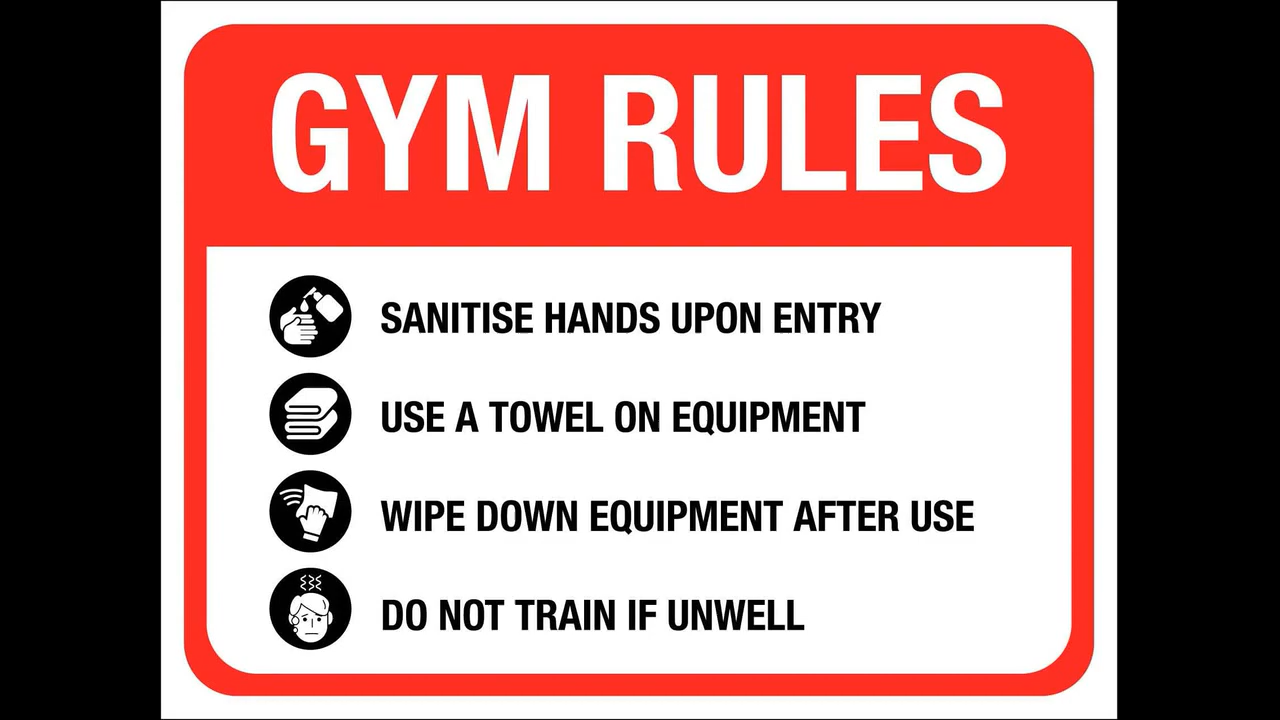 GYM RULES
SANITISE HANDS UPON ENTRY
USE A TOWEL ON EQUIPMENT
WIPE DOWN EQUIPMENT AFTER USE
DO NOT TRAIN IF UNWELL